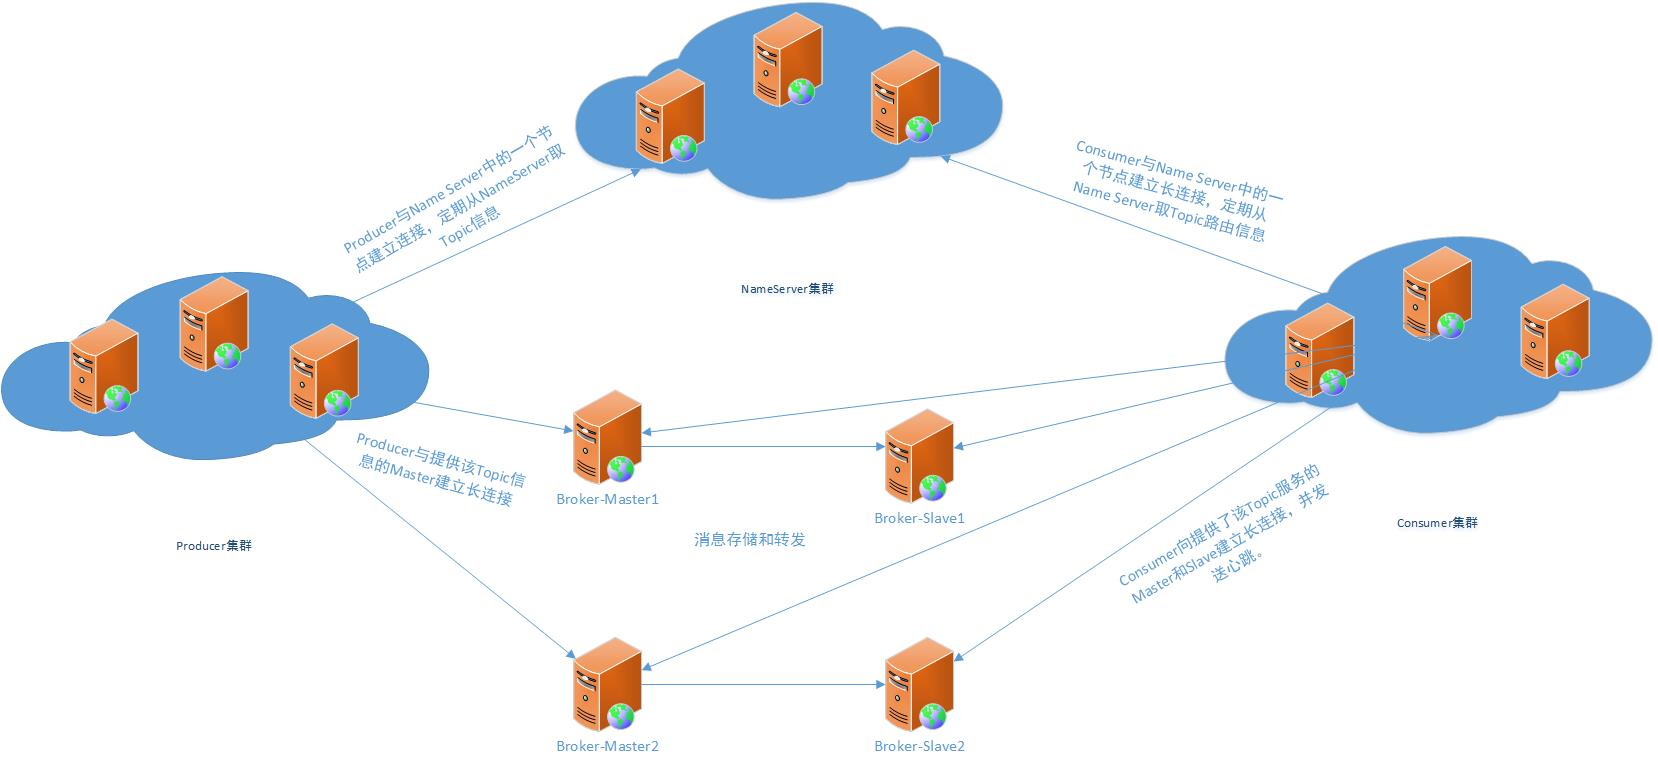 Producer与Name Server中的一个节
点建立连接，定期从NameServer取
Topic信息
Consumer与Name Server中的一
个节点建立长连接，定期从
Name Server取Topic路由信息
NameServer集群
Producer与提供该Topic信
息的Master建立长连接
Broker-Master1
Broker-Slave1
消息存储和转发
Producer集群
Consumer集群
Consumer向提供了该Topic服务的
Master和Slave建立长连接，并发
送心跳。
Broker-Master2
Broker-Slave2